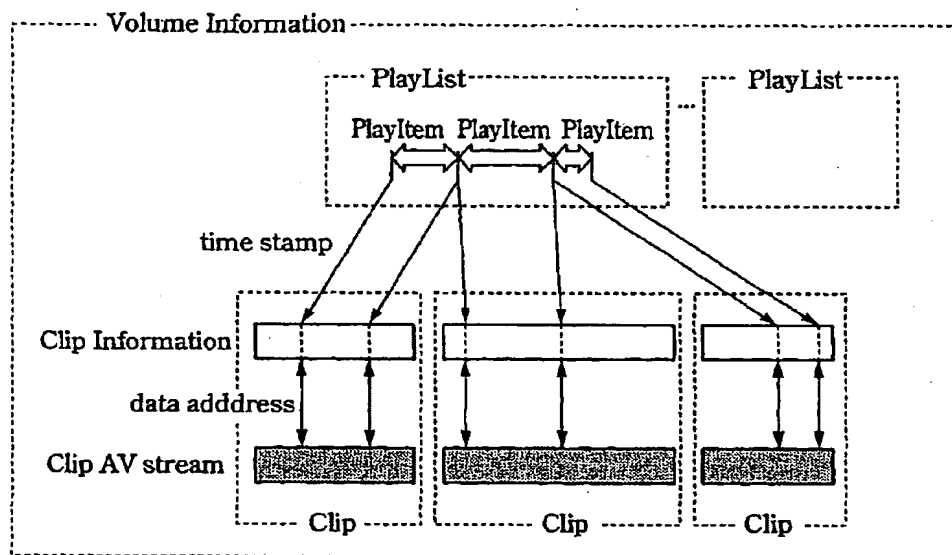 Volume Information
PlayList
... PlayList
PlayItem PlayItem PlayItem
time stamp
Clip Information
data adddress
Clip AV stream
Clip Clip Clip